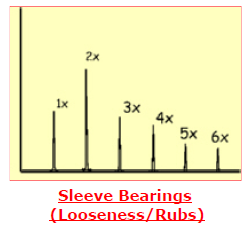 1x
2x
3x
4x
5x
6x
Sleeve Bearings
(Looseness/Rubs)